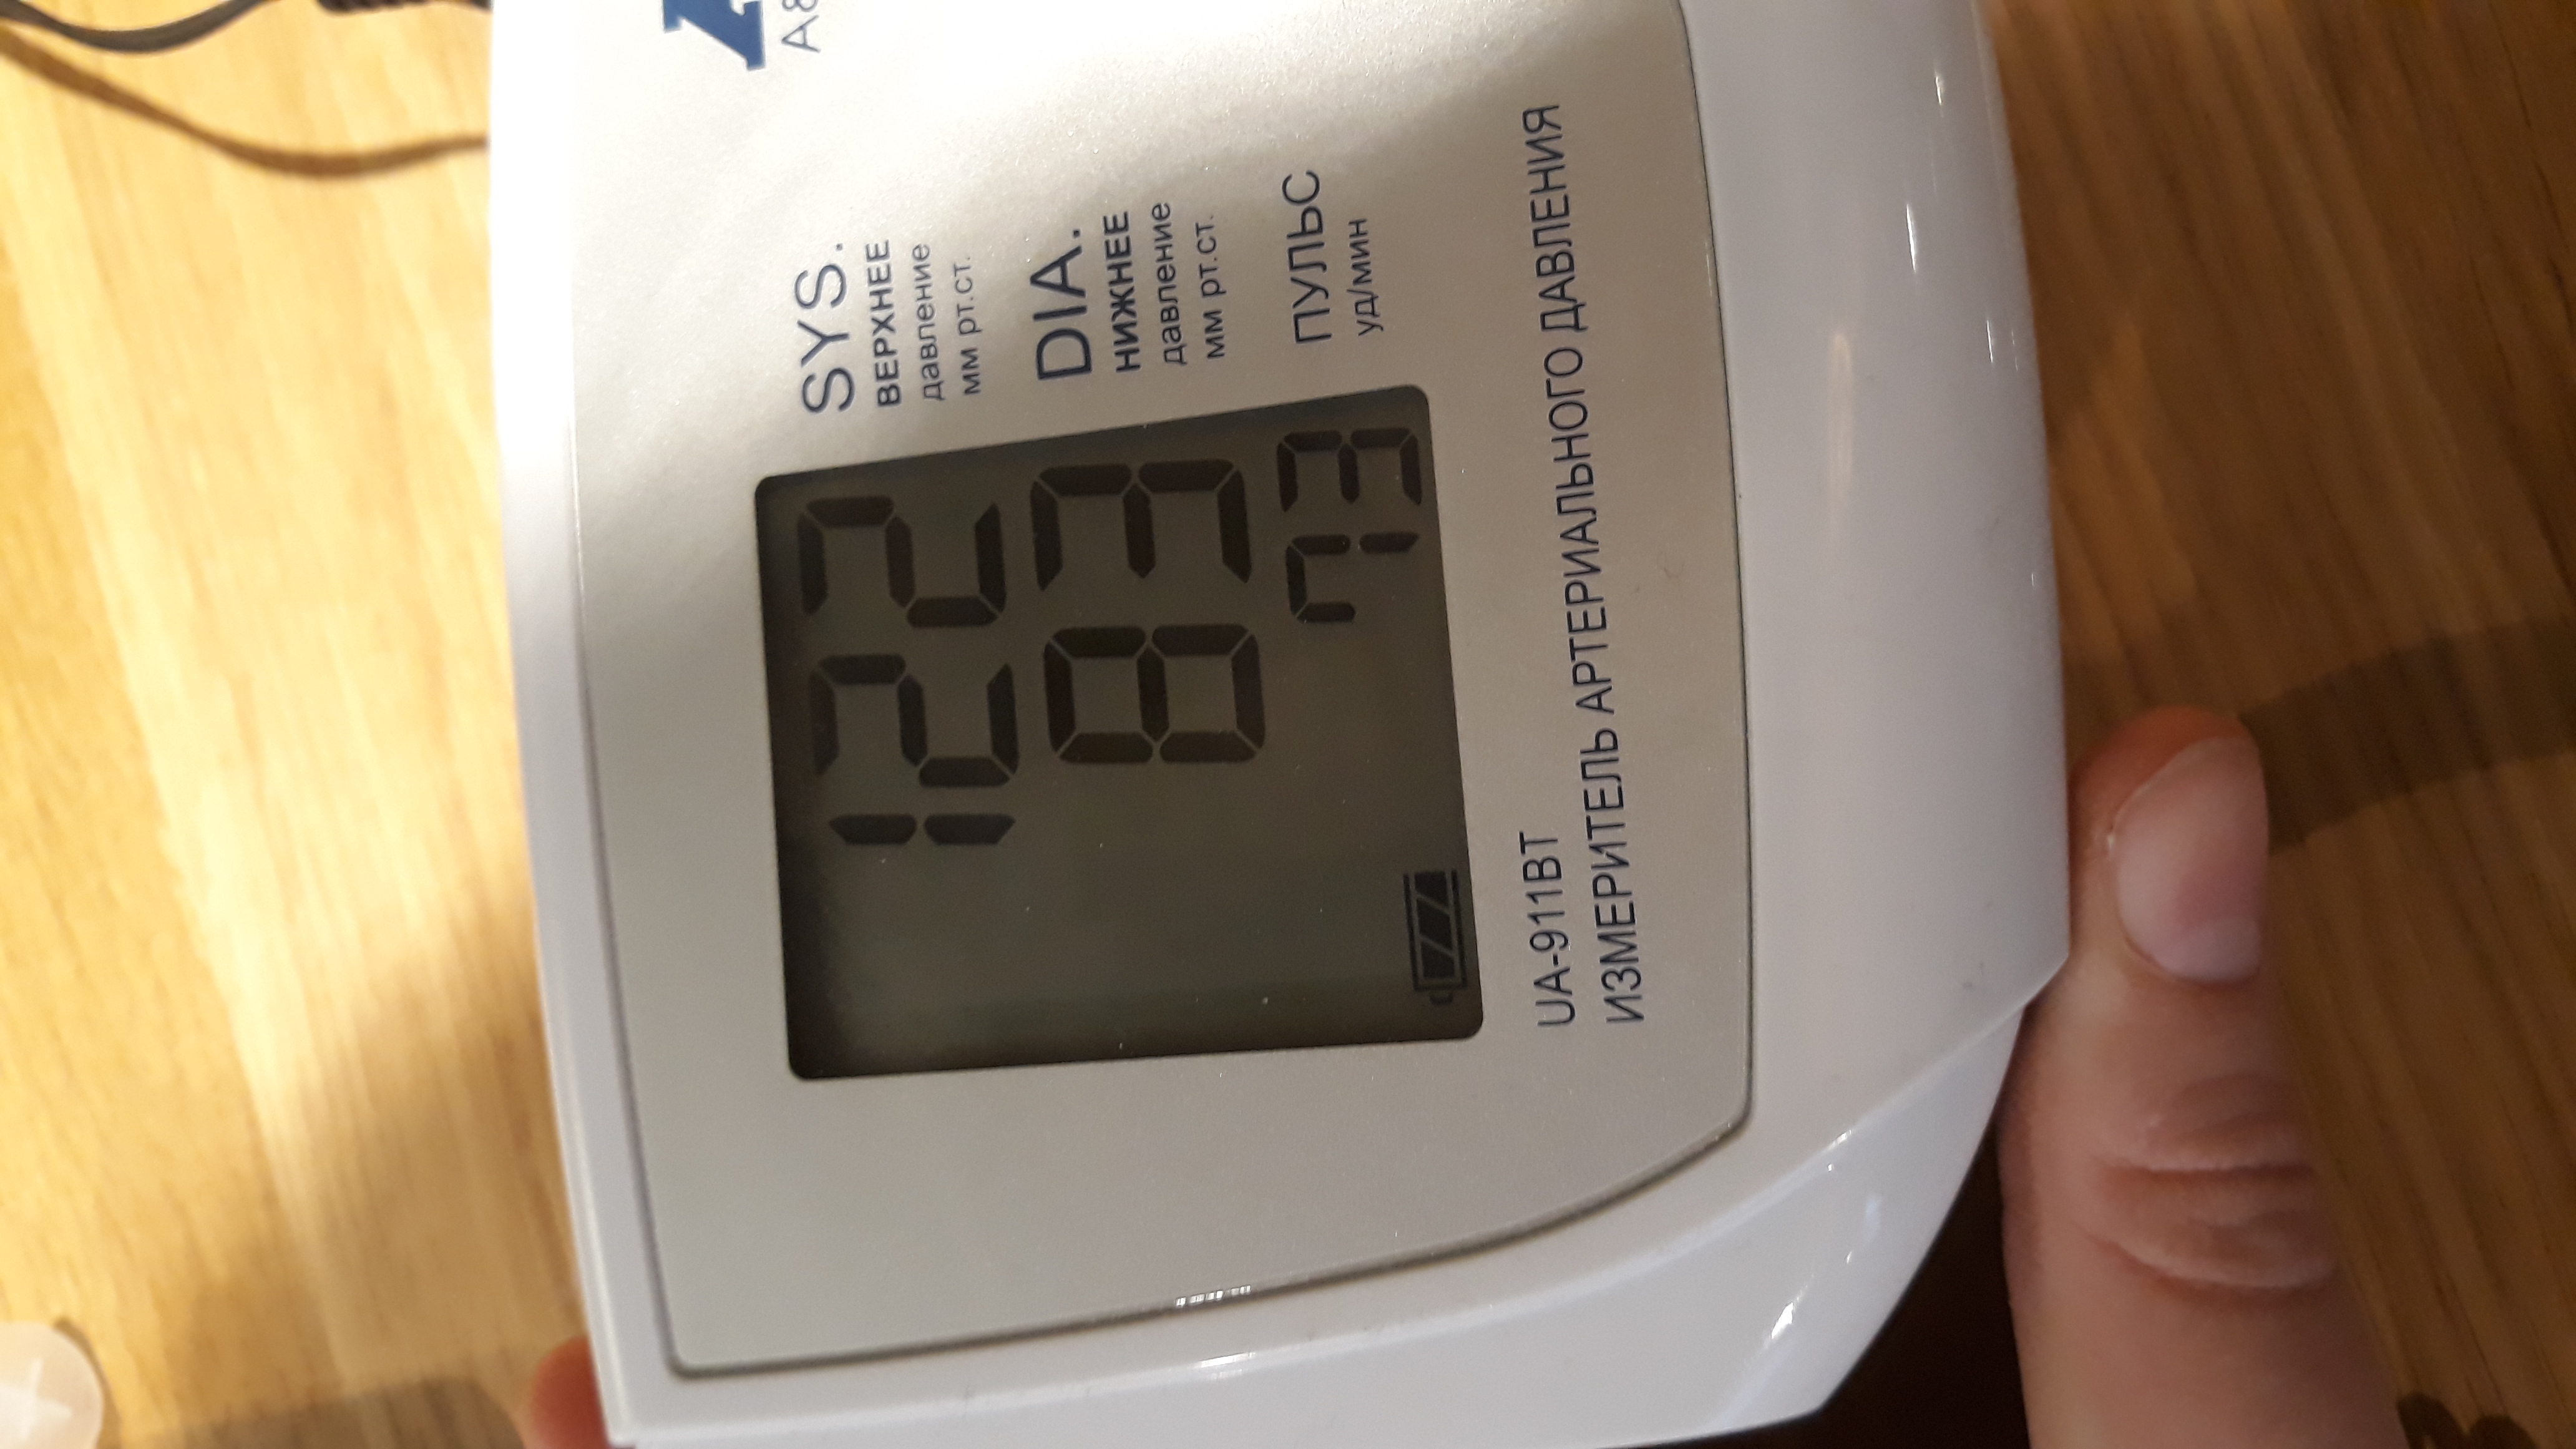 122
SYS.
ВЕРХНЕЕ
давление
мм рт.ст.
83
DIA.
НИЖНЕЕ
давление
мм рт.ст.
73
ПУЛЬС
уд/мин
A&
UA-911BT
ИЗМЕРИТЕЛЬ АРТЕРИАЛЬНОГО ДАВЛЕНИЯ